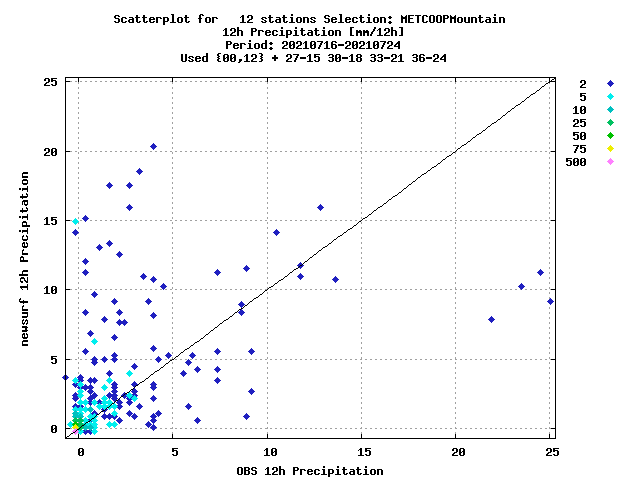 Scatterplot for   12 stations Selection: METCOOPMountain
12h Precipitation [mm/12h]
Period: 20210716-20210724
Used {00,12} + 27-15 30-18 33-21 36-24
2
5
10
25
50
75
500
newsurf 12h Precipitation
25
20
15
10
5
0
0 5 10 15 20 25
OBS 12h Precipitation